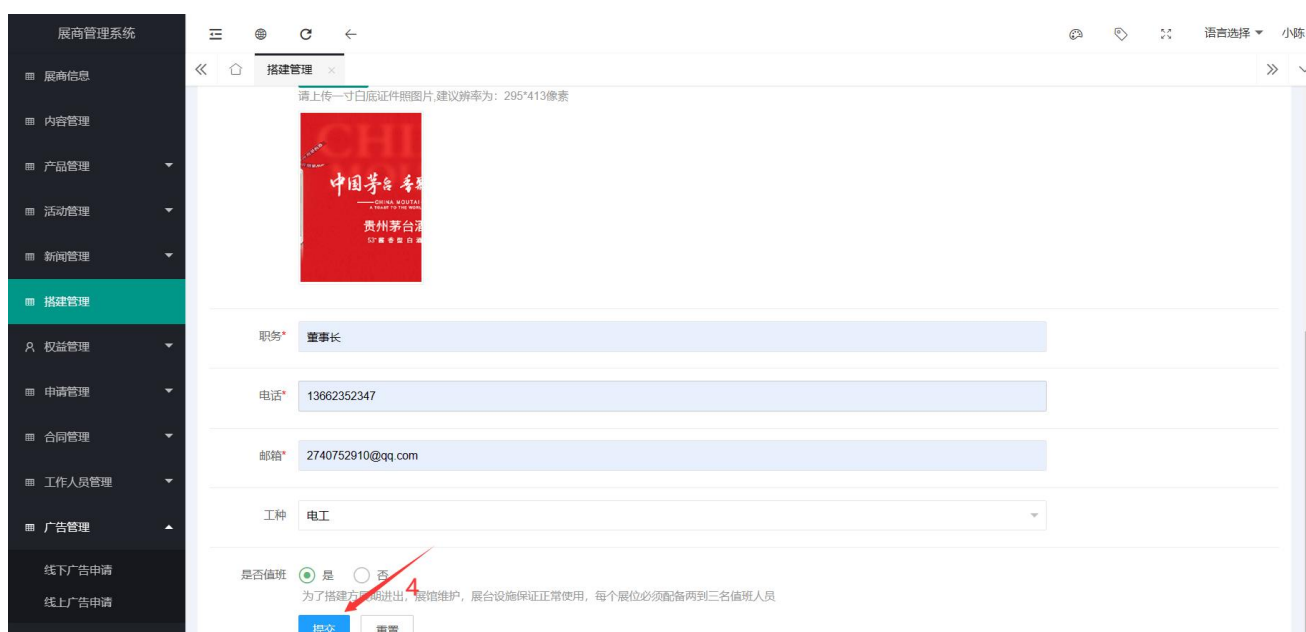 展商管理系统
语言选择
小陈
展商信息
搭建管理
请上传一寸白底证件照图片,建议辨率为：295*413像素
内容管理
产品管理
中国茅台 香
CHINA MOUTAI
A TOAST TO THE
贵州茅台酒
活动管理
新闻管理
搭建管理
职务* 董事长
权益管理
申请管理
电话* 13662352347
合同管理
邮箱* 2740752910@qq.com
工作人员管理
工种 电工
广告管理
线下广告申请
是否值班 是 否
4
为了搭建方 进出，展馆维护，展台设施保证正常使用，每个展位必须配备两到三名值班人员
线上广告申请
提交 重置